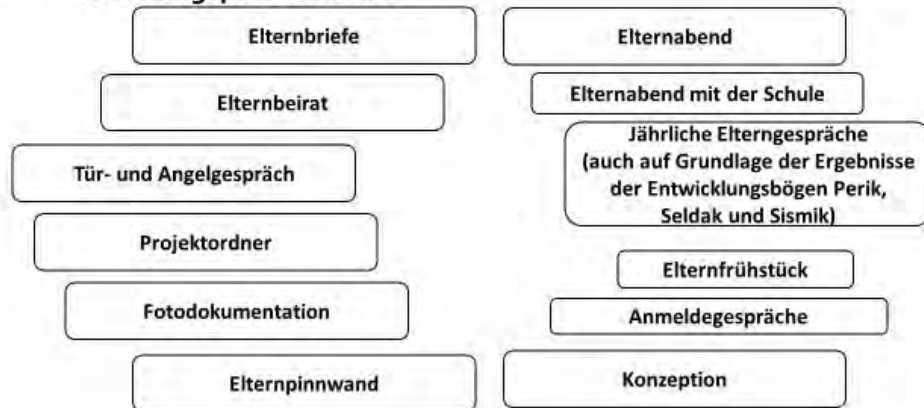 Elternbriefe
Elternabend
Elternbeirat
Elternabend mit der Schule
Jährliche Elterngespräche
(auch auf Grundlage der Ergebnisse
der Entwicklungsbögen Perik,
Seldak und Sismik)
Tür- und Angelgespräch
Projektordner
Elternfrühstück
Fotodokumentation
Anmeldegespräche
Elternpinnwand
Konzeption